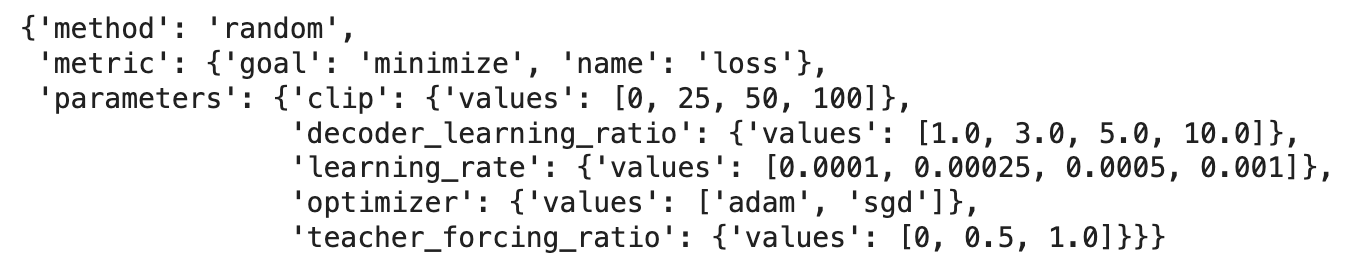 {'method': 'random',
 'metric': {'goal': 'minimize', 'name': 'loss'},
 'parameters': {'clip': {'values': [0, 25, 50, 100]},
                'decoder_learning_ratio': {'values': [1.0, 3.0, 5.0, 10.0]},
                'learning_rate': {'values': [0.0001, 0.00025, 0.0005, 0.001]},
                'optimizer': {'values': ['adam', 'sgd']},
                'teacher_forcing_ratio': {'values': [0, 0.5, 1.0]}}}